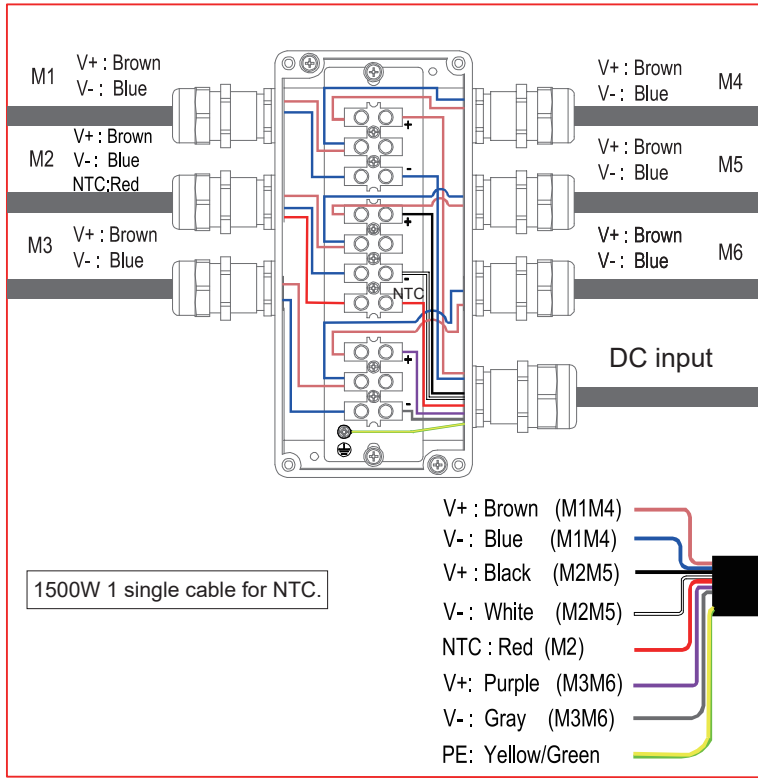 M1
V+ : Brown
V- : Blue
M2
V+ : Brown
V- : Blue
NTC:Red
M3
V+ : Brown
V- : Blue
V+ : Brown
V- : Blue
M4
V+ : Brown
V- : Blue
M5
V+ : Brown
V- : Blue
M6
+
-
+
-
NTC
+
-
DC input
V+ : Brown (M1M4)
V- : Blue (M1M4)
V+ : Black (M2M5)
V- : White (M2M5)
NTC : Red (M2)
V+: Purple (M3M6)
V- : Gray (M3M6)
PE: Yellow/Green
1500W 1 single cable for NTC.